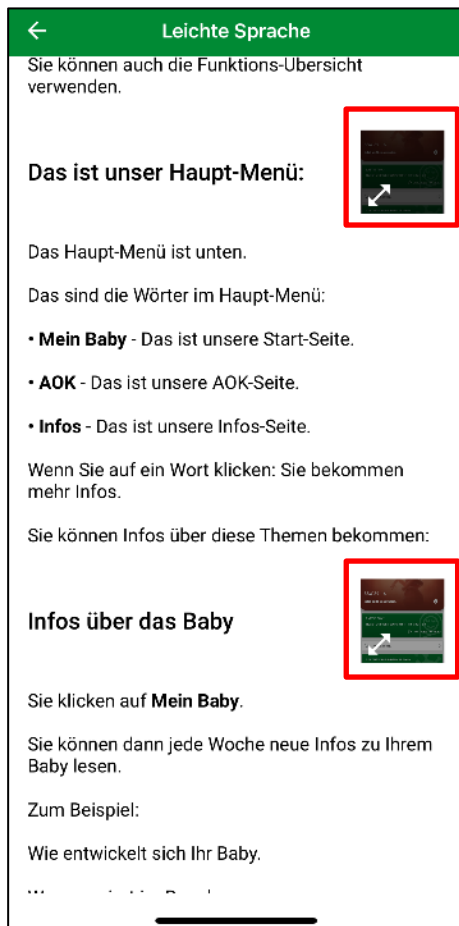 Leichte Sprache
Sie können auch die Funktions-Übersicht
verwenden.
Das ist unser Haupt-Menü:
Das Haupt-Menü ist unten.
Das sind die Wörter im Haupt-Menü:
• Mein Baby - Das ist unsere Start-Seite.
• AOK - Das ist unsere AOK-Seite.
• Infos - Das ist unsere Infos-Seite.
Wenn Sie auf ein Wort klicken: Sie bekommen
mehr Infos.
Sie können Infos über diese Themen bekommen:
Infos über das Baby
Sie klicken auf Mein Baby.
Sie können dann jede Woche neue Infos zu Ihrem
Baby lesen.
Zum Beispiel:
Wie entwickelt sich Ihr Baby.